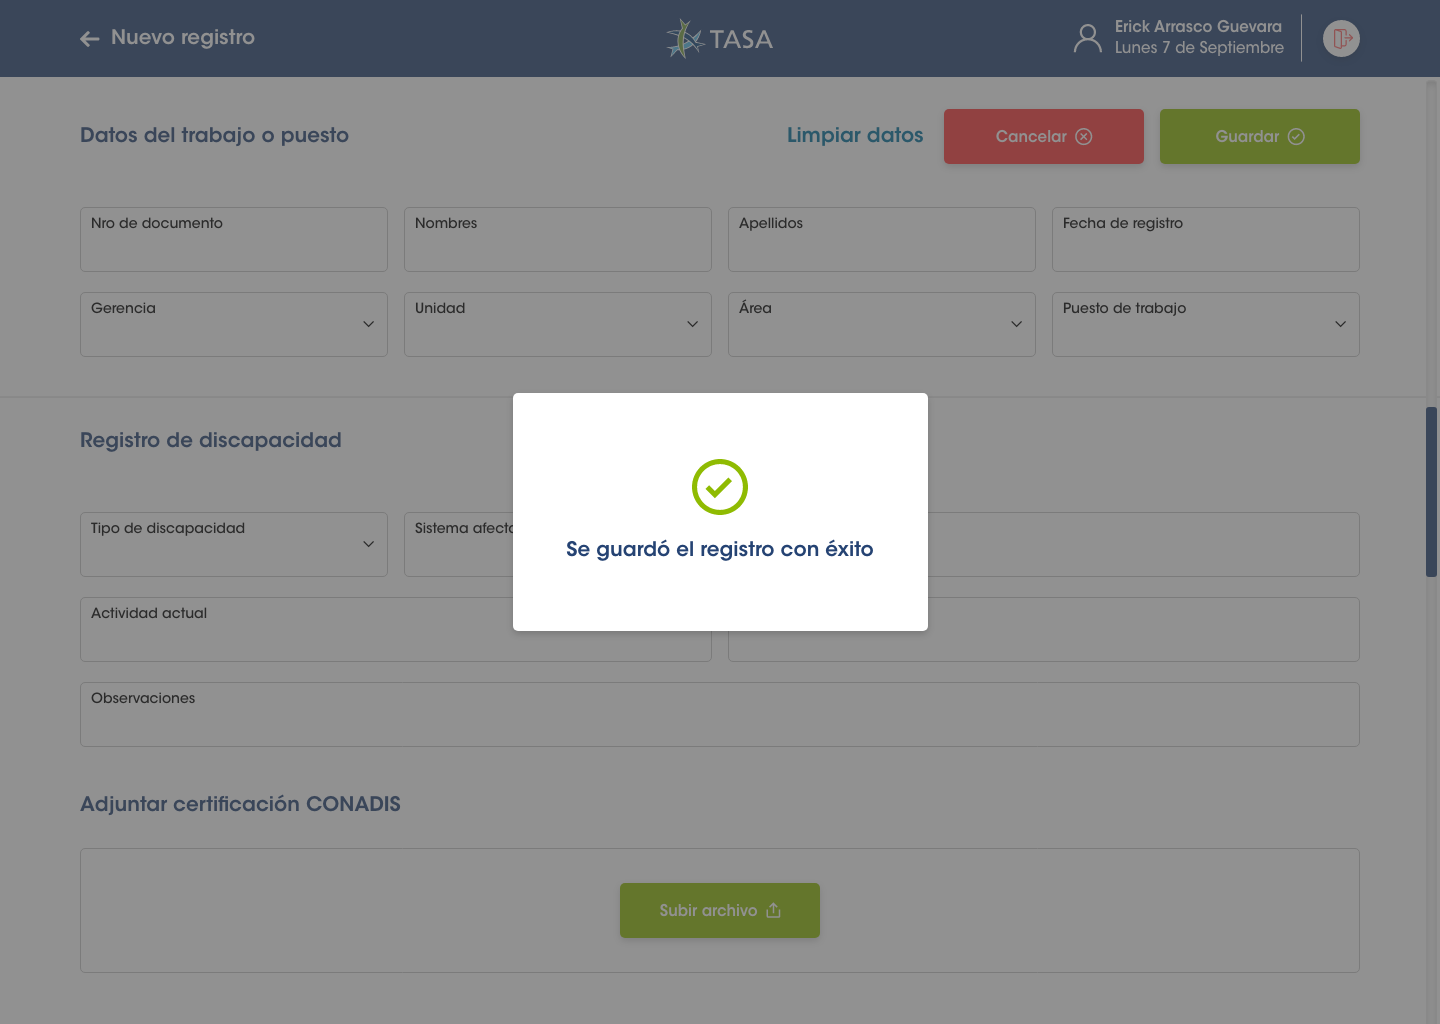 Nuevo registro
TASA
Erick Arrasco Guevara
Lunes 7 de Septiembre
Datos del trabajo o puesto
Limpiar datos
Cancelar
Guardar
Nro de documento
Nombres
Apellidos
Fecha de registro
Gerencia
Unidad
Área
Puesto de trabajo
Registro de discapacidad
Tipo de discapacidad
Sistema afect
Se guardó el registro con éxito
Actividad actual
Observaciones
Adjuntar certificación CONADIS
Subir archivo